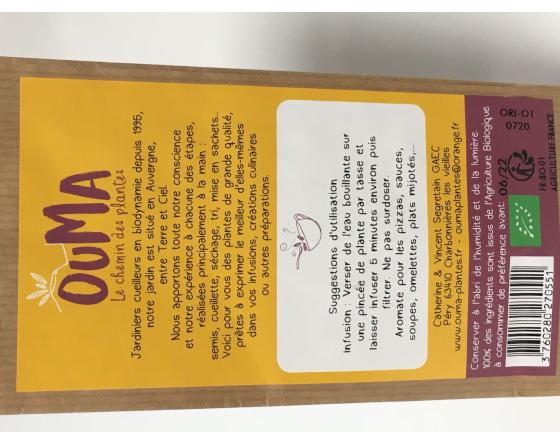 OUMA
Le chemin des plantes
Jardiniers cueilleurs en biodynamie depuis 1995,
notre jardin est situé en Auvergne,
entre Terre et Ciel.
Nous apportons toute notre conscience
et notre expérience à chacune des étapes,
réalisées principalement à la main :
semis, cueillette, séchage, tri, mise en sachets..
Voici pour vous des plantes de grande qualité,
prêtes à exprimer le meilleur d'elles-mêmes
dans vos infusions, créations culinaires
ou autres préparations.
Suggestions d'utilisation
Infusion : Verser de l'eau bouillante sur
une pincée de plante par tasse et
laisser infuser 5 minutes environ puis
filtrer. Ne pas surdoser.
Aromate pour les pizzas, sauces,
soupes, omelettes, plats mijotés,...
Catherine & Vincent Segretain GAEC
Péry 63410 Charbonnières les vieilles
www.ouma-plantes.fr - oumaplantes@orange.fr
Conserver à l'abri de l'humidité et de la lumière.
100% des ingrédients sont issus de l'Agriculture Biologique
à consommer de préférence avant: 06/22
ORI-01
0720
FR-BIO-01
AGRICULTURE FRANCE
3 760280 570551